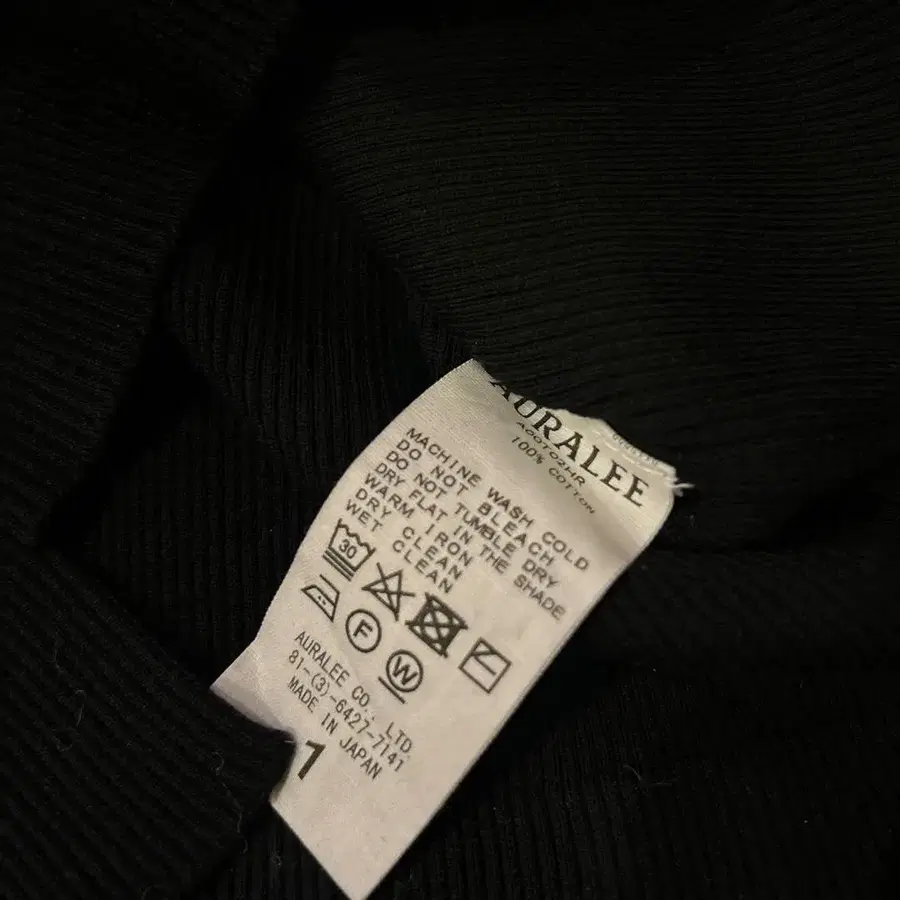 AURALEE
A00T02HR
100% COTTON
MACHINE WASH COLD
DO NOT BLEACH
DO NOT TUMBLE DRY
DRY FLAT IN THE SHADE
WARM IRON
DRY CLEAN
WET CLEAN
30
F
W
AURALEE CO., LTD.
81-(3)-6427-7141
MADE IN JAPAN
1